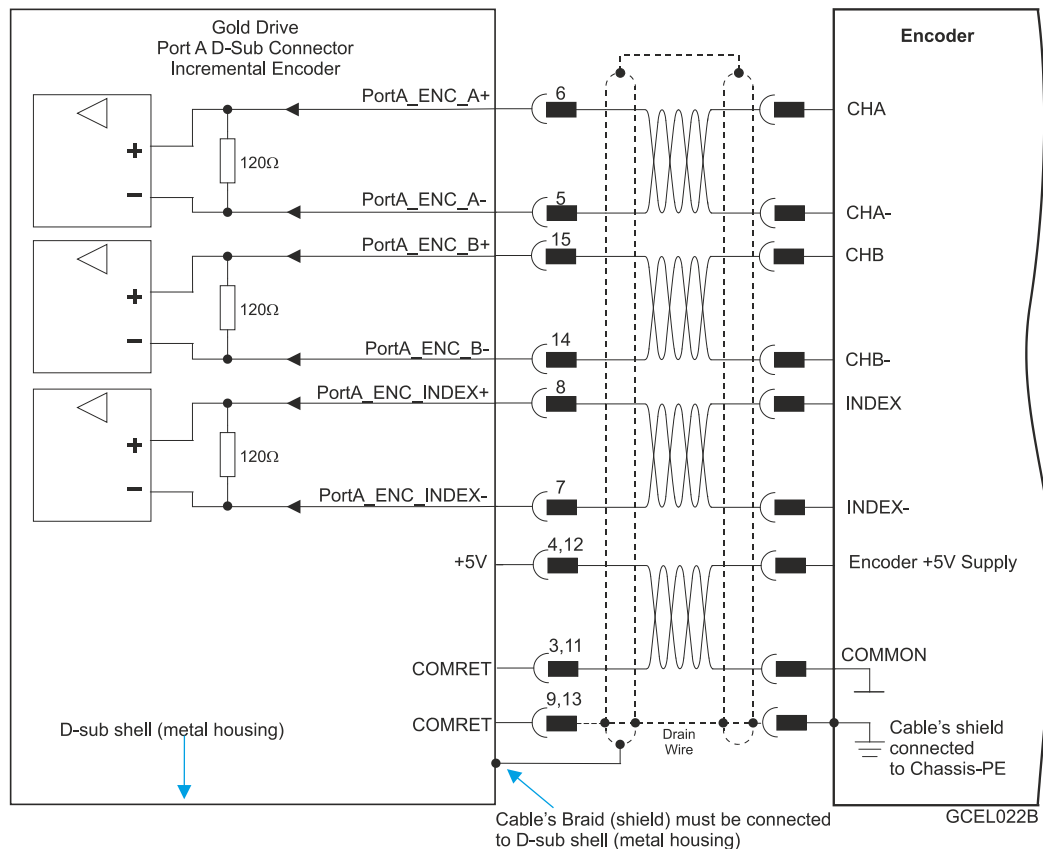 Gold Drive
Port A D-Sub Connector
Incremental Encoder
Encoder
PortA_ENC_A+
6
CHA
+
120Ω
−
PortA_ENC_A-
5
CHA-
PortA_ENC_B+
15
CHB
+
120Ω
−
PortA_ENC_B-
14
CHB-
PortA_ENC_INDEX+
8
INDEX
+
120Ω
−
PortA_ENC_INDEX-
7
INDEX-
+5V
4,12
Encoder +5V Supply
COMRET
3,11
COMMON
COMRET
9,13
Drain
Wire
D-sub shell (metal housing)
Cable's shield
connected
to Chassis-PE
Cable's Braid (shield) must be connected
to D-sub shell (metal housing)
GCEL022B